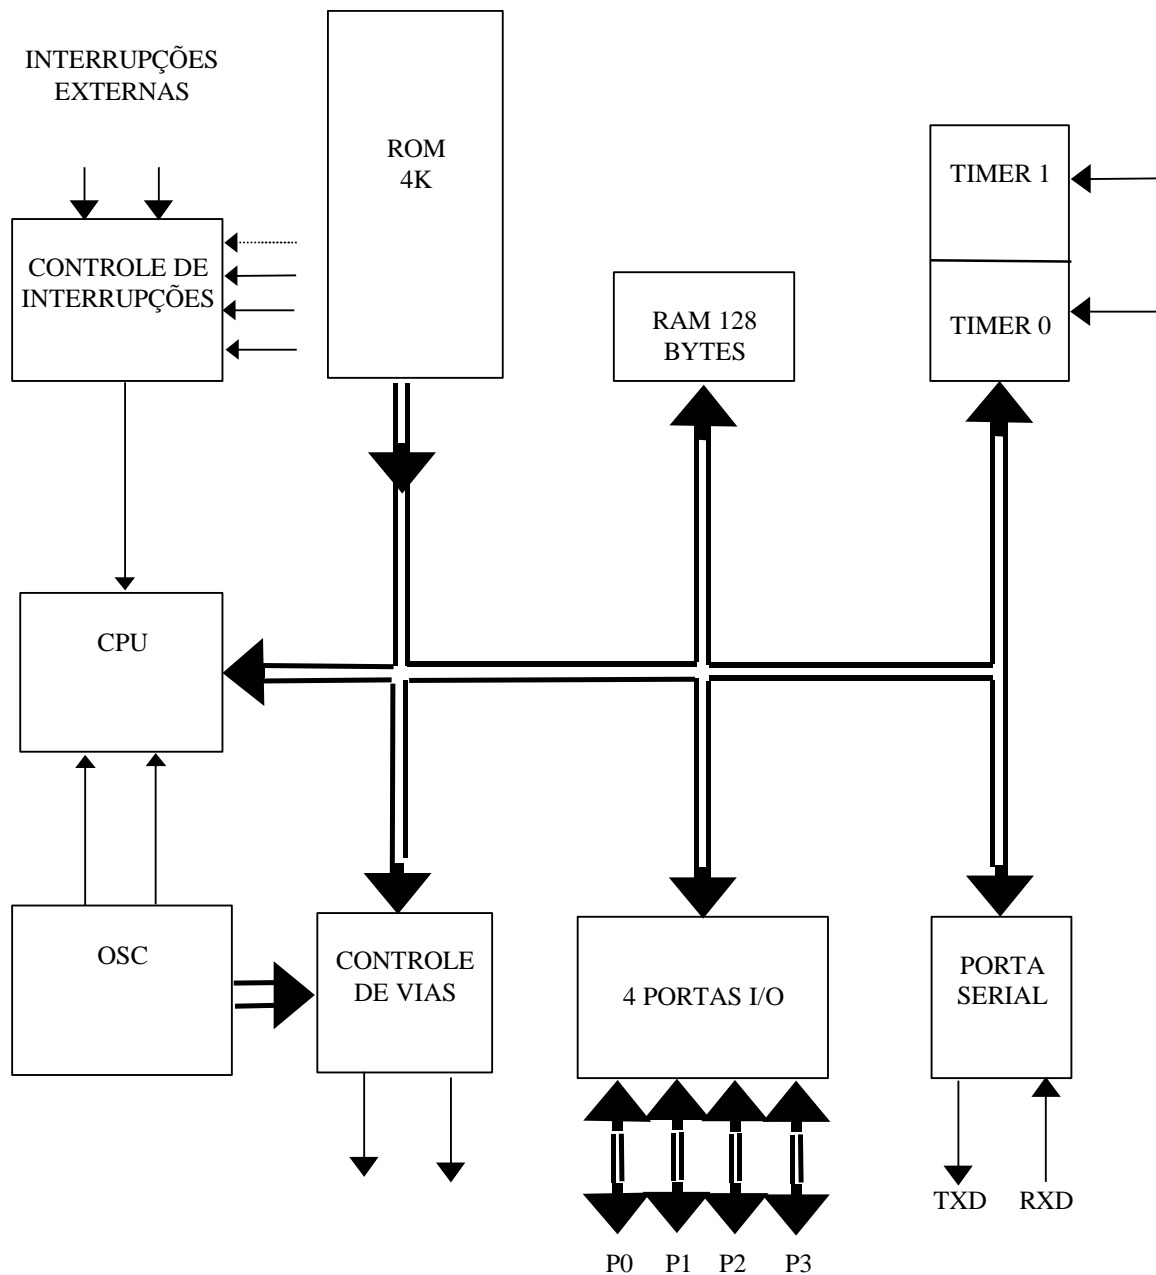 INTERRUPÇÕES
EXTERNAS
ROM
4K
TIMER 1
CONTROLE DE
INTERRUPÇÕES
RAM 128
BYTES
TIMER 0
CPU
OSC
CONTROLE
DE VIAS
4 PORTAS I/O
PORTA
SERIAL
TXD
RXD
P0
P1
P2
P3